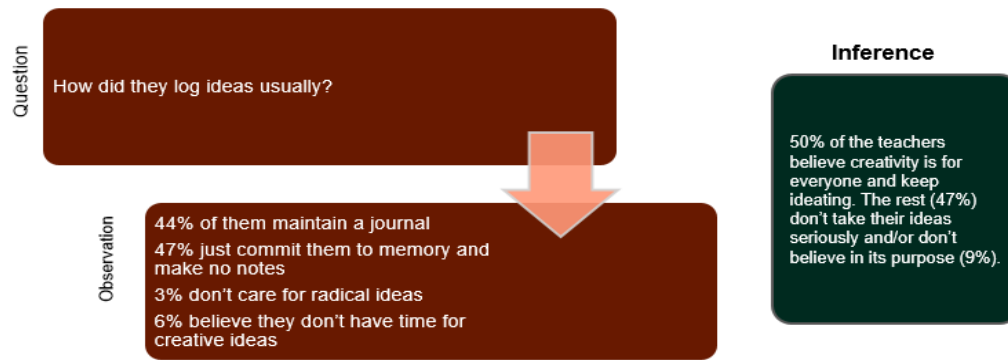 Question
How did they log ideas usually?
Observation
44% of them maintain a journal
47% just commit them to memory and
make no notes
3% don't care for radical ideas
6% believe they don't have time for
creative ideas
Inference
50% of the teachers
believe creativity is for
everyone and keep
ideating. The rest (47%)
don't take their ideas
seriously and/or don't
believe in its purpose (9%).